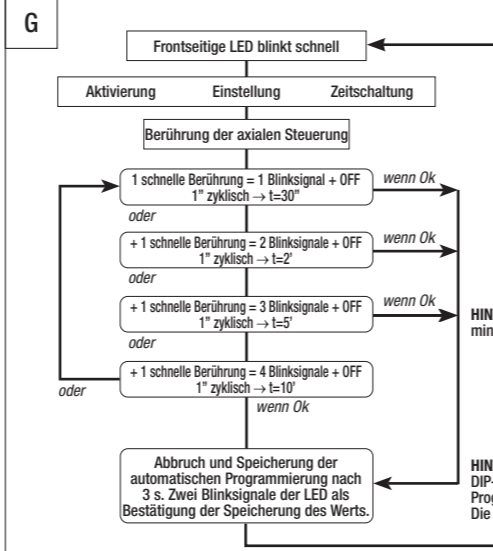 G
Frontseitige LED blinkt schnell
Aktivierung Einstellung Zeitschaltung
Berührung der axialen Steuerung
1 schnelle Berührung = 1 Blinksignal + OFF
1” zyklisch → t=30”
wenn Ok
oder
+ 1 schnelle Berührung = 2 Blinksignale + OFF
1” zyklisch → t=2’
wenn Ok
oder
+ 1 schnelle Berührung = 3 Blinksignale + OFF
1” zyklisch → t=5’
wenn Ok
oder
+ 1 schnelle Berührung = 4 Blinksignale + OFF
1” zyklisch → t=10’
oder
wenn Ok
Abbruch und Speicherung der
automatischen Programmierung nach
3 s. Zwei Blinksignale der LED als
Bestätigung der Speicherung des Werts.
HIN
min
HIN
DIP-
Prog
Die